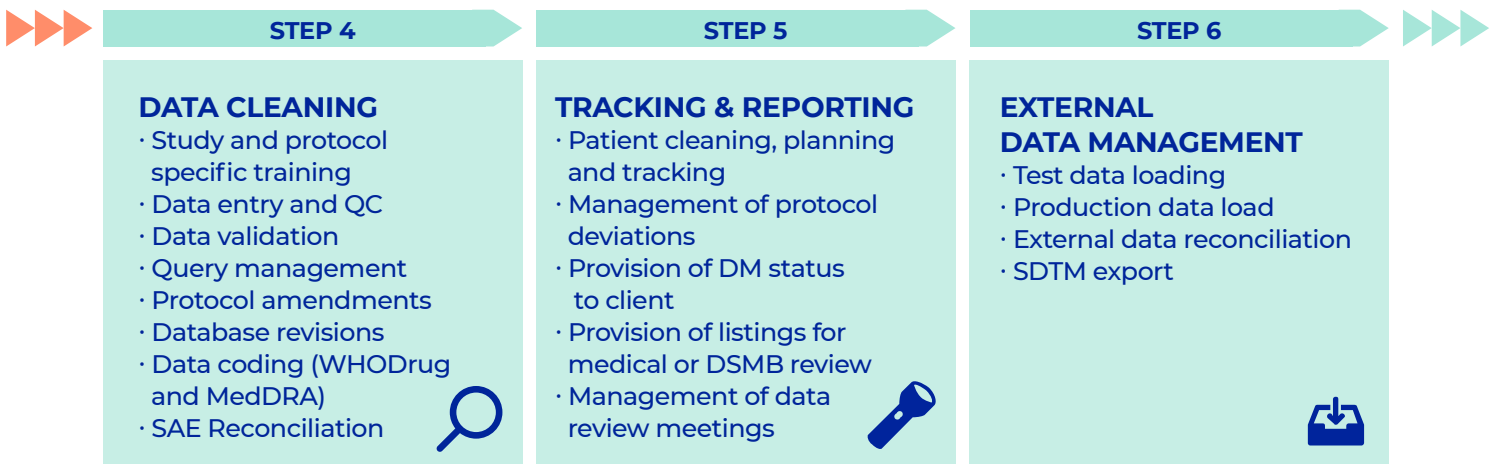 STEP 4
DATA CLEANING
· Study and protocol
specific training
· Data entry and QC
· Data validation
· Query management
· Protocol amendments
· Database revisions
· Data coding (WHODrug
and MedDRA)
· SAE Reconciliation
STEP 5
TRACKING & REPORTING
· Patient cleaning, planning
and tracking
· Management of protocol
deviations
· Provision of DM status
to client
· Provision of listings for
medical or DSMB review
· Management of data
review meetings
STEP 6
EXTERNAL
DATA MANAGEMENT
· Test data loading
· Production data load
· External data reconciliation
· SDTM export